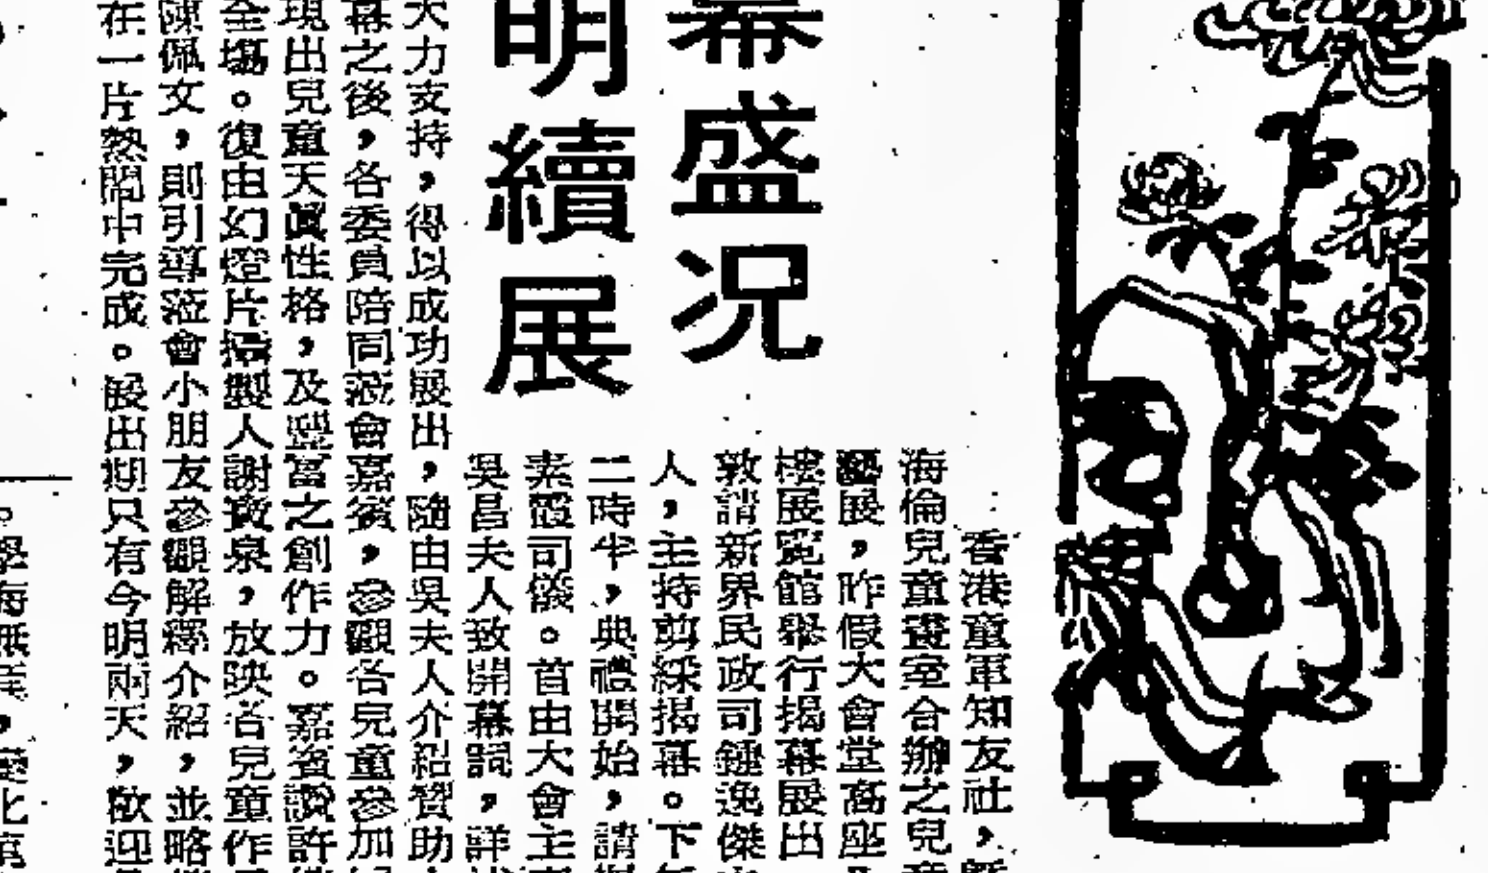 幕盛况
明續展
香港童軍知友社，
海倫兒童畫室合辦之兒童
藝展，昨假大會堂高座
樓展覽館舉行揭幕展出
敦請新界民政司鍾逸傑
人，主持剪綵揭幕。下午
二時半，典禮開始，請
素霞司儀。首由大會主
吳昌夫人致開幕詞，詳
大力支持，得以成功展出，隨由吳夫人介紹贊助
幕之後，各委員陪同蒞會嘉賓，參觀各兒童參加
現出兒童天眞性格，及豐富之創作力。嘉賓讚許
全場。復由幻燈片攝製人謝寶泉，放映各兒童作
陳佩文，則引導蒞會小朋友參觀解釋介紹，並略
在一片熱鬧中完成。展出期只有今明兩天，歡迎